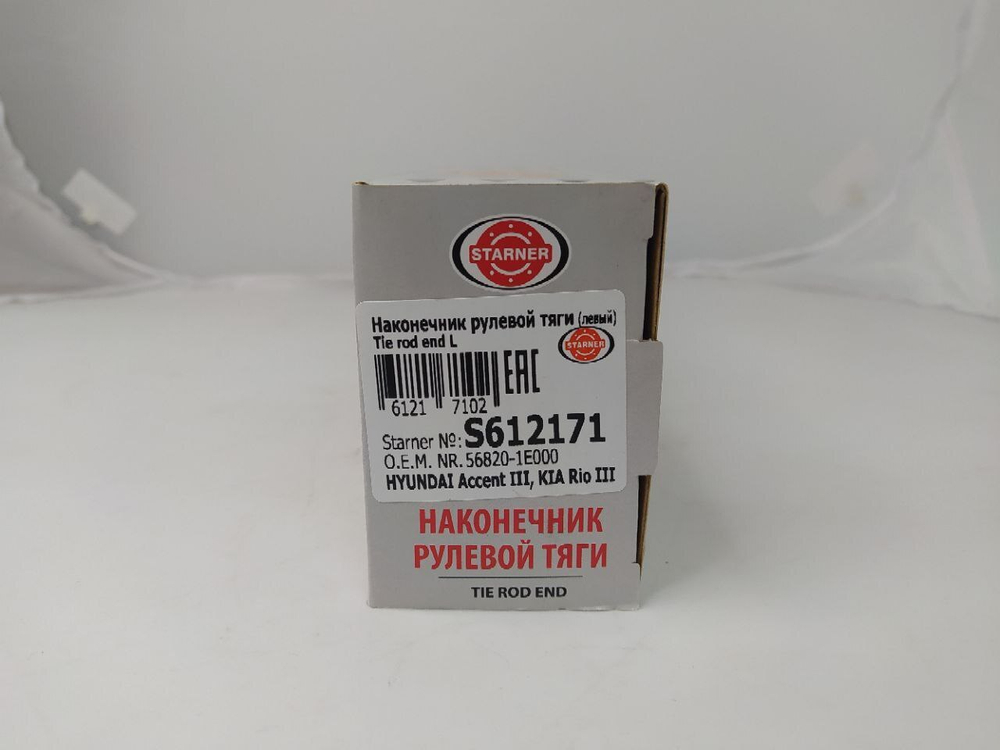 STARNER
Наконечник рулевой тяги (левый)
Tie rod end L
STARNER
EAC
6121 7102
Starner №: S612171
O.E.M. NR. 56820-1E000
HYUNDAI Accent III, KIA Rio III
НАКОНЕЧНИК
РУЛЕВОЙ ТЯГИ
TIE ROD END